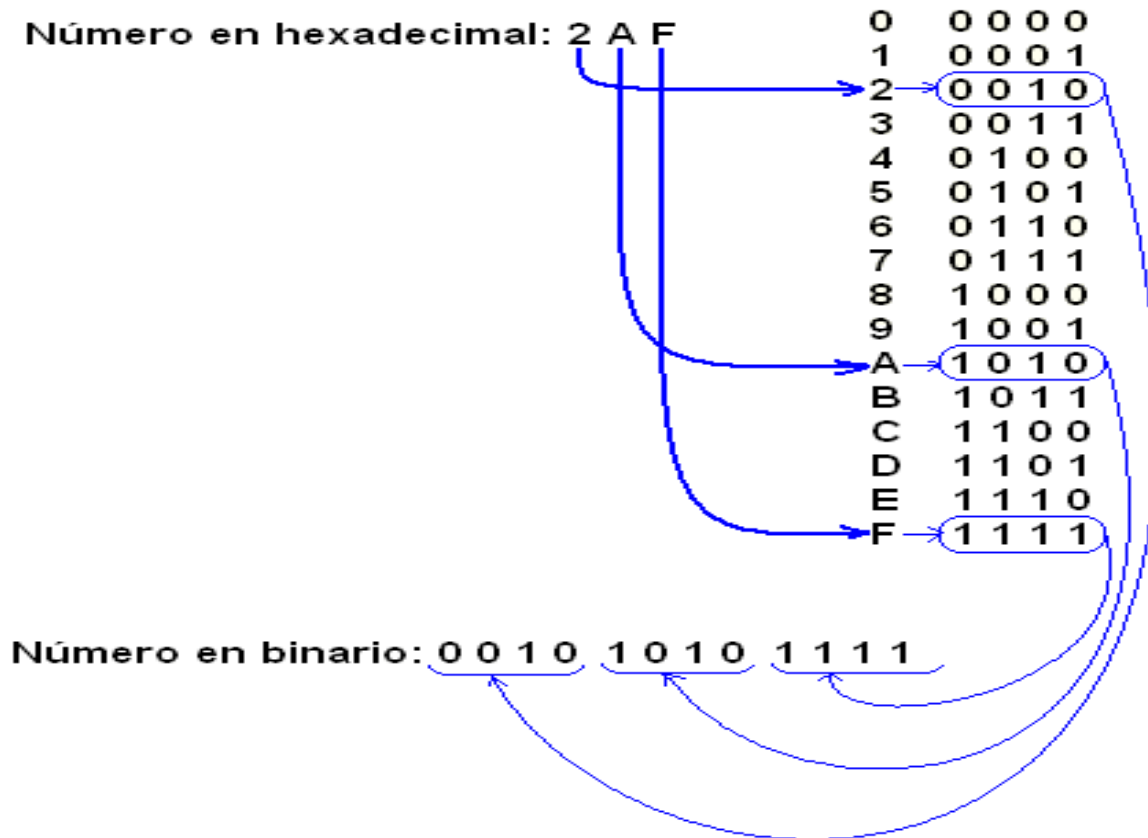 Número en hexadecimal: 2 A F
0 0 0 0 0
1 0 0 0 1
2 0 0 1 0
3 0 0 1 1
4 0 1 0 0
5 0 1 0 1
6 0 1 1 0
7 0 1 1 1
8 1 0 0 0
9 1 0 0 1
A 1 0 1 0
B 1 0 1 1
C 1 1 0 0
D 1 1 0 1
E 1 1 1 0
F 1 1 1 1
Número en binario: 0 0 1 0 1 0 1 0 1 1 1 1